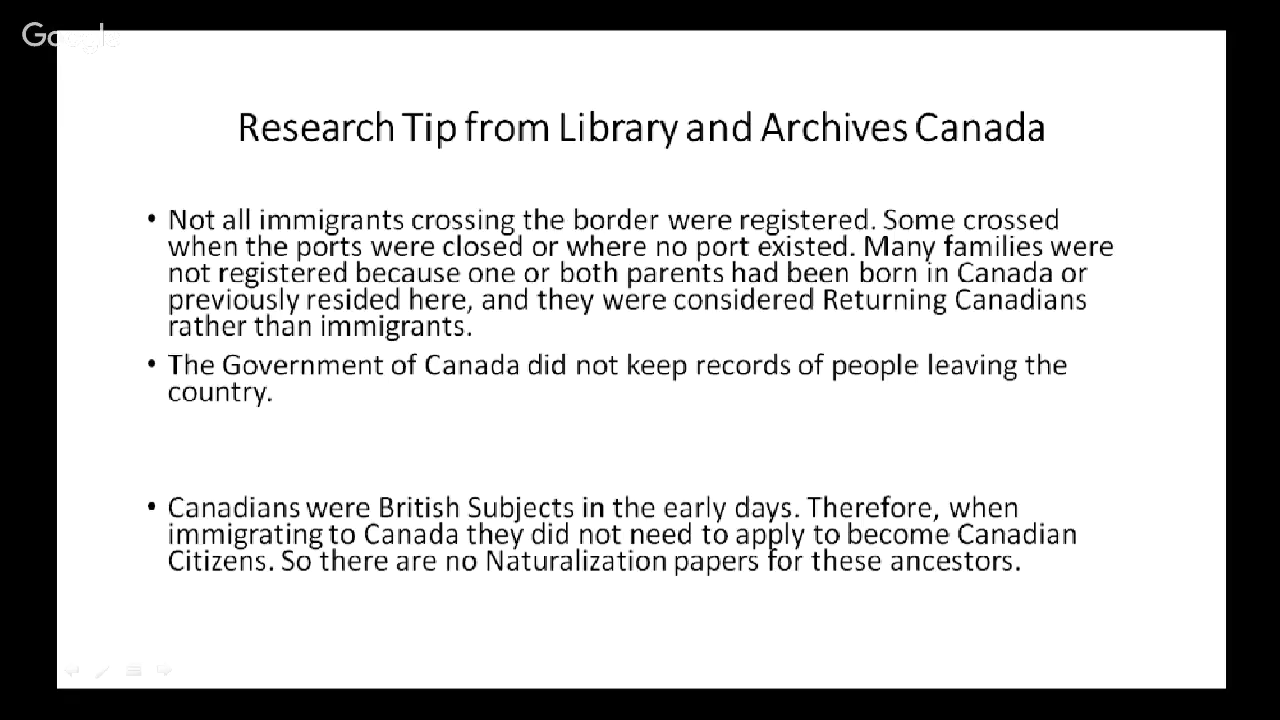 Google
Research Tip from Library and Archives Canada
• Not all immigrants crossing the border were registered. Some crossed
when the ports were closed or where no port existed. Many families were
not registered because one or both parents had been born in Canada or
previously resided here, and they were considered Returning Canadians
rather than immigrants.
• The Government of Canada did not keep records of people leaving the
country.
• Canadians were British Subjects in the early days. Therefore, when
immigrating to Canada they did not need to apply to become Canadian
Citizens. So there are no Naturalization papers for these ancestors.